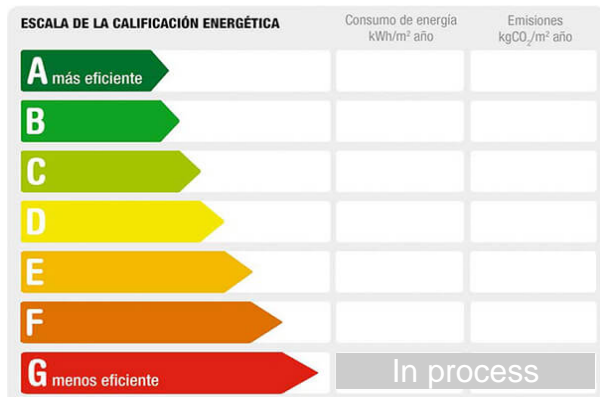 ESCALA DE LA CALIFICACIÓN ENERGÉTICA
Consumo de energía
kWh/m² año
Emisiones
kgCO₂/m² año
A más eficiente
B
C
D
E
F
G menos eficiente
In process